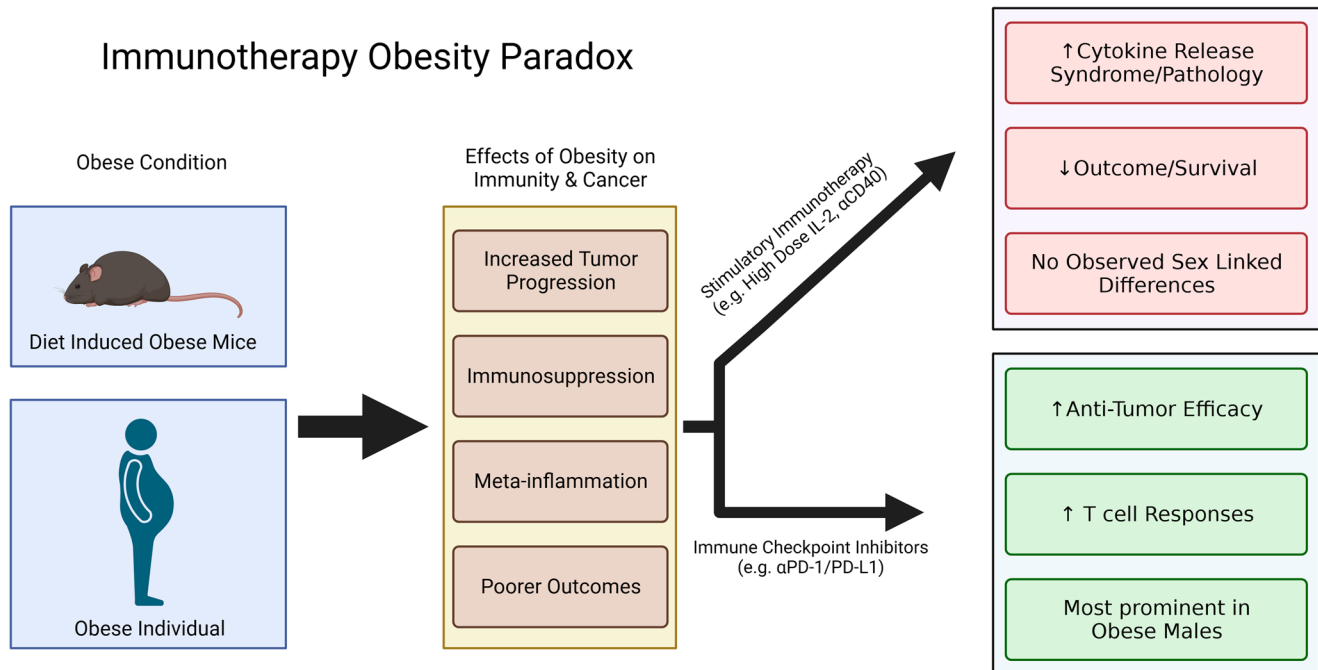 Immunotherapy Obesity Paradox
Obese Condition
Diet Induced Obese Mice
Obese Individual
Effects of Obesity on
Immunity & Cancer
Increased Tumor
Progression
Immunosuppression
Meta-inflammation
Poorer Outcomes
Stimulatory Immunotherapy
(e.g. High Dose IL-2, αCD40)
Immune Checkpoint Inhibitors
(e.g. αPD-1/PD-L1)
↑Cytokine Release
Syndrome/Pathology
↓Outcome/Survival
No Observed Sex Linked
Differences
↑Anti-Tumor Efficacy
↑ T cell Responses
Most prominent in
Obese Males